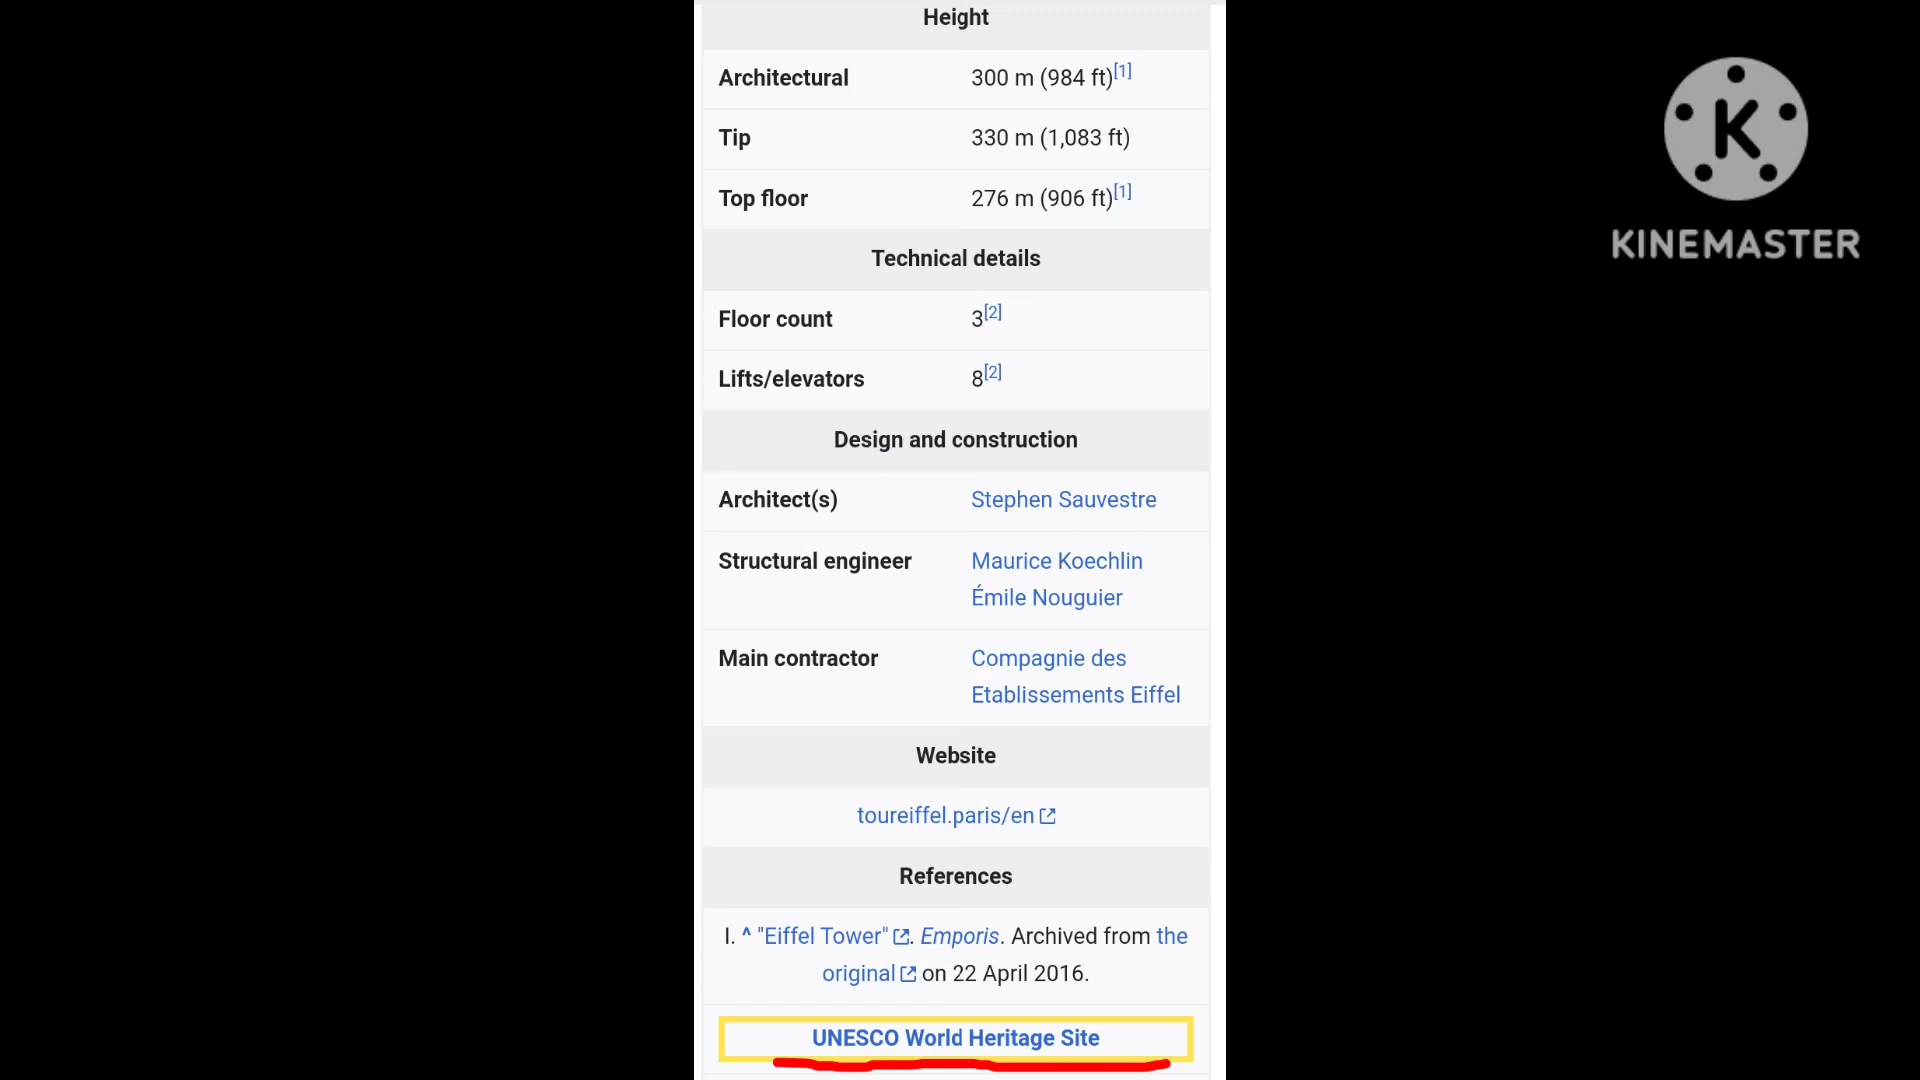 Height
Architectural 300 m (984 ft)[1]
Tip 330 m (1,083 ft)
Top floor 276 m (906 ft)[1]
Technical details
Floor count 3[2]
Lifts/elevators 8[2]
Design and construction
Architect(s) Stephen Sauvestre
Structural engineer Maurice Koechlin
Émile Nouguier
Main contractor Compagnie des
Etablissements Eiffel
Website
toureiffel.paris/en
References
I. ^ "Eiffel Tower". Emporis. Archived from the
original on 22 April 2016.
UNESCO World Heritage Site
K
KINEMASTER